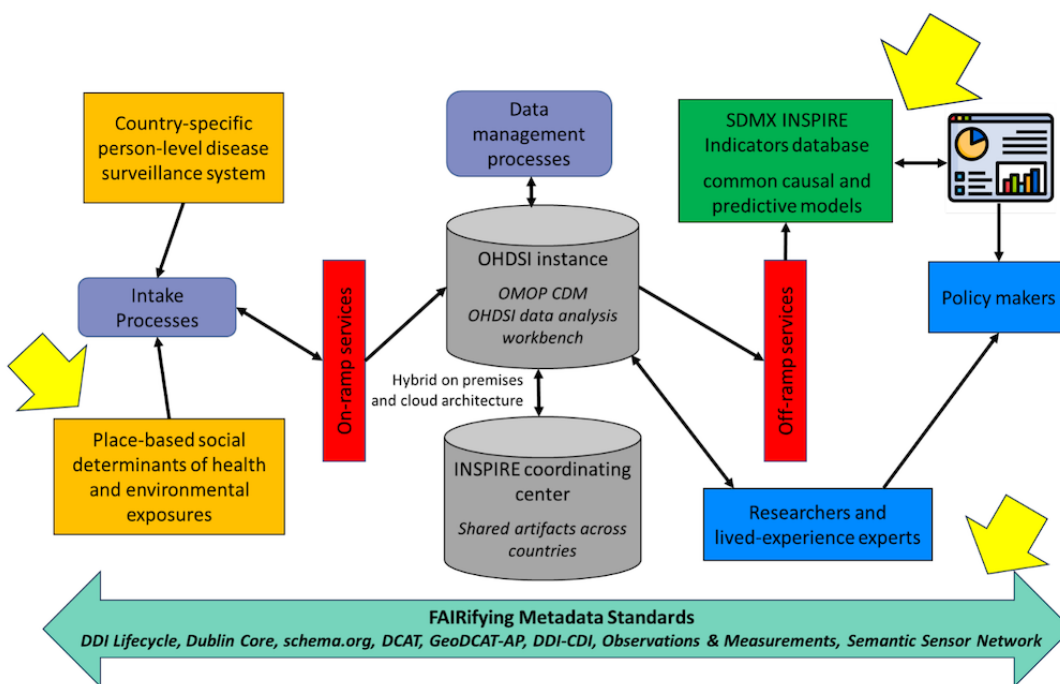 Country-specific
person-level disease
surveillance system
Data
management
processes
SDMX INSPIRE
Indicators database
common causal and
predictive models
Intake
Processes
On-ramp services
OHDSI instance
OMOP CDM
OHDSI data analysis
workbench
Off-ramp services
Policy makers
Hybrid on premises
and cloud architecture
Place-based social
determinants of health
and environmental
exposures
INSPIRE coordinating
center
Shared artifacts across
countries
Researchers and
lived-experience experts
FAIRifying Metadata Standards
DDI Lifecycle, Dublin Core, schema.org, DCAT, GeoDCAT-AP, DDI-CDI, Observations & Measurements, Semantic Sensor Network